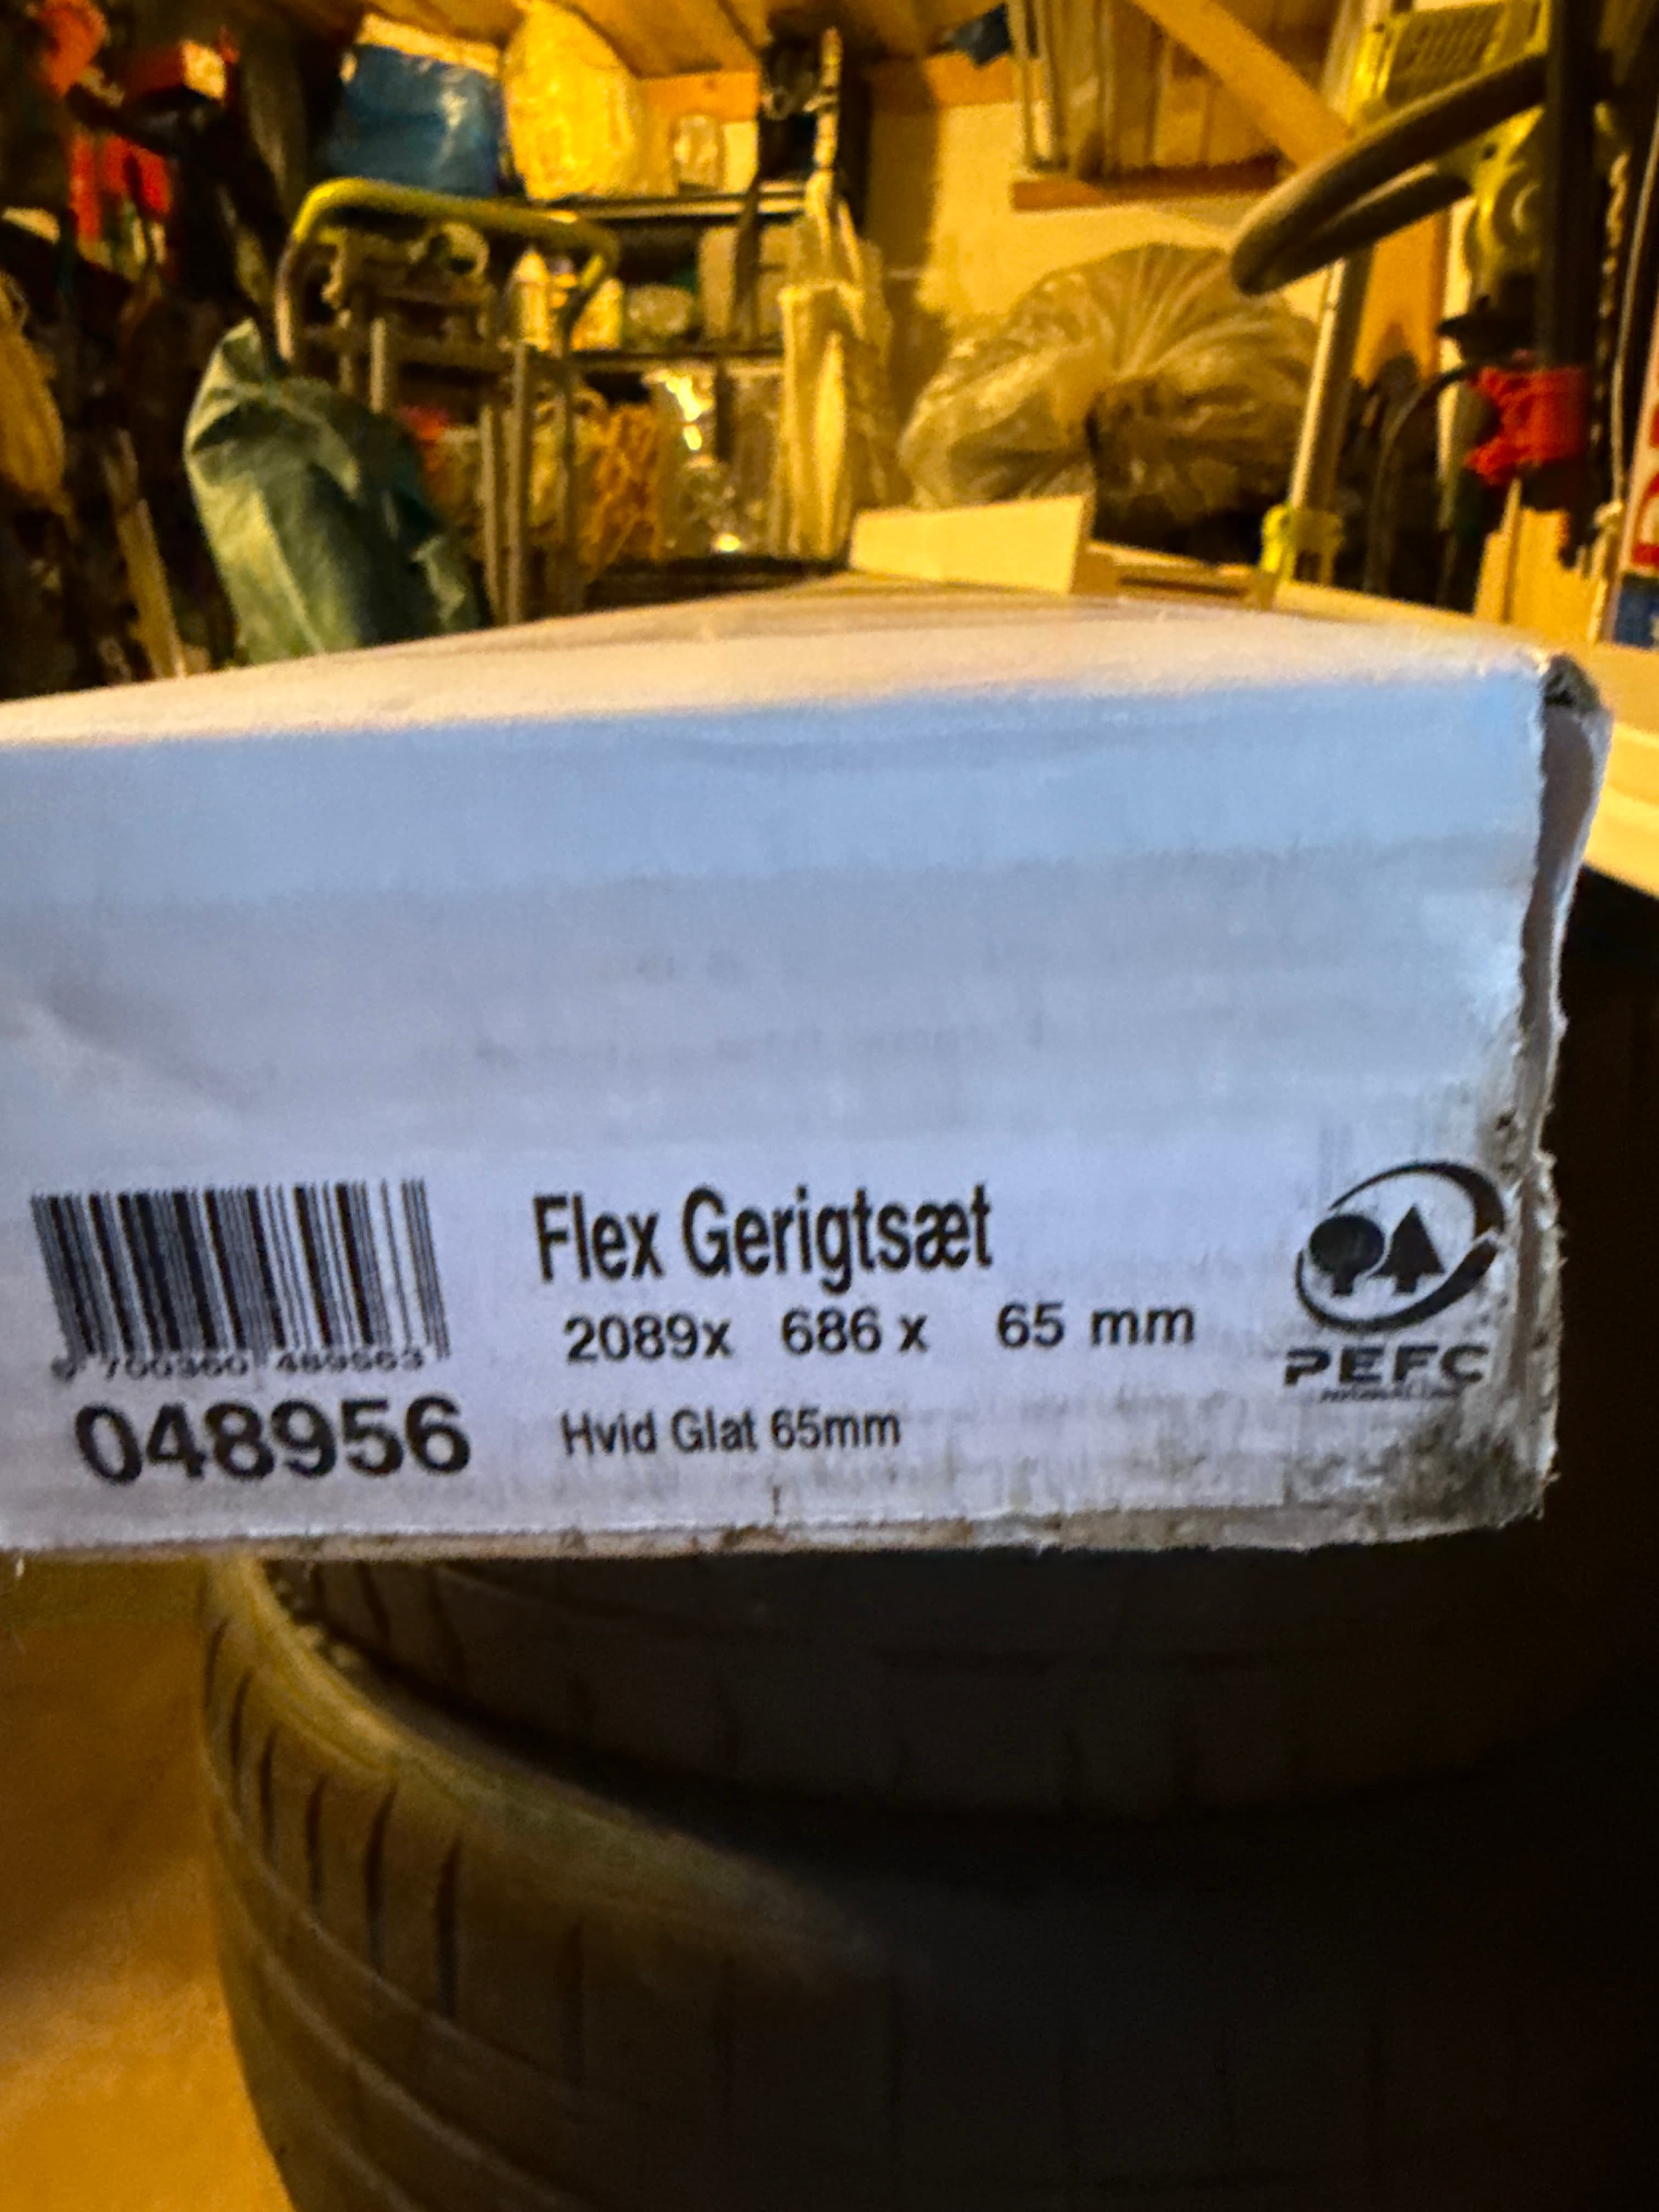 Flex Gerigtsæt
2089x 686 x 65 mm
Hvid Glat 65mm
048956
PEFC